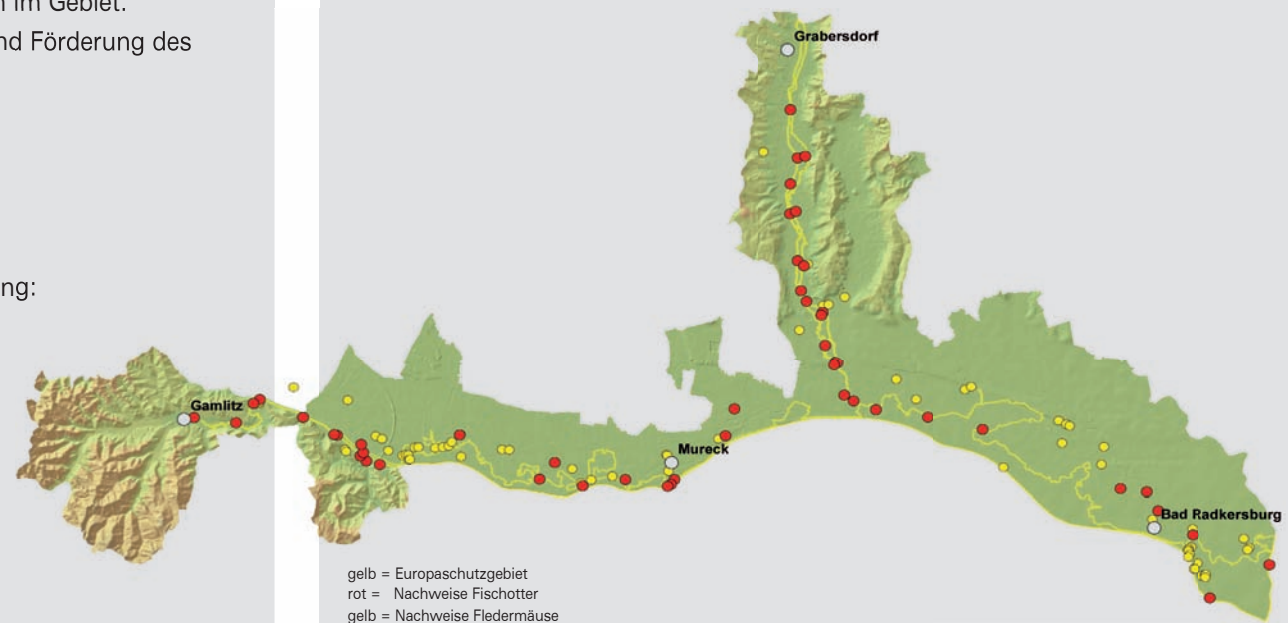 im Gebiet.
nd Förderung des
ng:
Grabersdorf
Gamlitz
Mureck
Bad Radkersburg
gelb = Europaschutzgebiet
rot = Nachweise Fischotter
gelb = Nachweise Fledermäuse